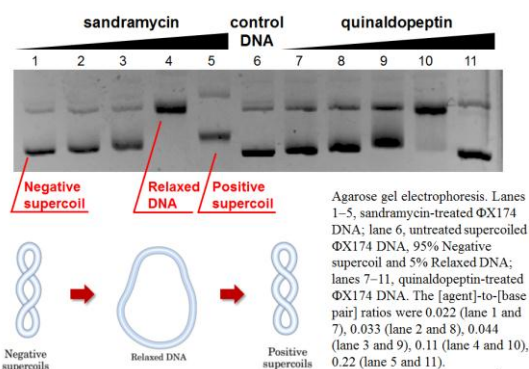 sandramycin control quinaldopeptin
DNA
1 2 3 4 5 6 7 8 9 10 11
Negative
supercoil
Relaxed
DNA
Positive
supercoil
Agarose gel electrophoresis. Lanes
1–5, sandramycin-treated ΦX174
DNA; lane 6, untreated supercoiled
ΦX174 DNA, 95% Negative
supercoil and 5% Relaxed DNA;
lanes 7–11, quinaldopeptin-treated
ΦX174 DNA. The [agent]-to-[base
pair] ratios were 0.022 (lane 1 and
7), 0.033 (lane 2 and 8), 0.044
(lane 3 and 9), 0.11 (lane 4 and 10),
0.22 (lane 5 and 11).
Negative
supercoils
Relaxed DNA
Positive
supercoils